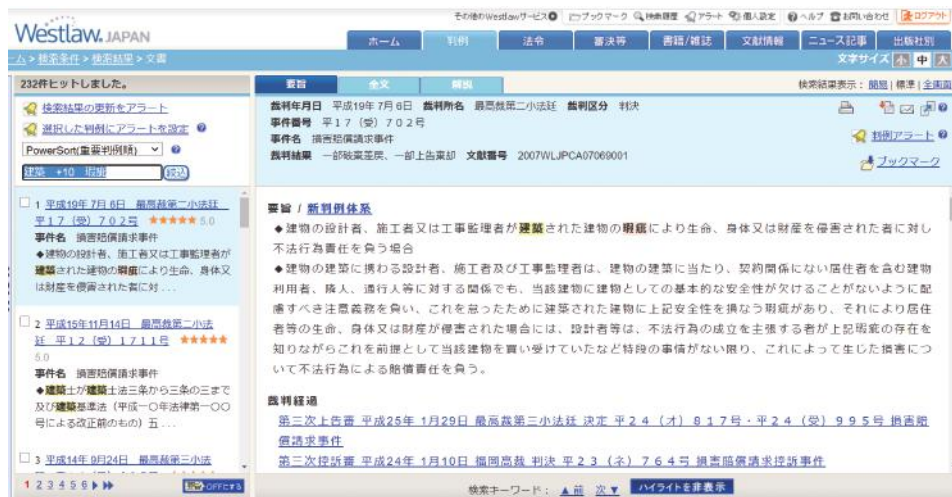 その他のWestlawサービス ブックマーク 検索履歴 アラート 個人設定 ヘルプ お問い合わせ ログアウト
Westlaw. JAPAN
ホーム 判例 法令 審決等 書籍/雑誌 文献情報 ニュース記事 出版社別
ム > 検索条件 > 検索結果 > 文書
文字サイズ 小 中 大
232件ヒットしました。
検索結果の更新をアラート
選択した判例にアラートを設定
PowerSort(重要判例順)
建築 +10 瑕疵 絞込
1 平成19年 7月 6日 最高裁第二小法廷
平17(受)702号 ★★★★★ 5.0
事件名 損害賠償請求事件
◆建物の設計者、施工者又は工事監理者が
建築された建物の瑕疵により生命、身体又
は財産を侵害された者に対...
2 平成15年11月14日 最高裁第二小法
廷 平12(受)1711号 ★★★★★
5.0
事件名 損害賠償請求事件
◆建築士が建築士法三条から三条の三まで
及び建築基準法(平成一〇年法律第一〇〇
号による改正前のもの)五...
3 平成14年 9月24日 最高裁第三小法
1 2 3 4 5 6
OFFにする
要旨 全文 解説
検索結果表示: 簡易 | 標準 | 全画面
裁判年月日 平成19年 7月 6日 裁判所名 最高裁第二小法廷 裁判区分 判決
事件番号 平17(受)702号
事件名 損害賠償請求事件
裁判結果 一部破棄差戻、一部上告棄却 文献番号 2007WLJPCA07069001
判例アラート
ブックマーク
要旨 / 新判例体系
◆建物の設計者、施工者又は工事監理者が建築された建物の瑕疵により生命、身体又は財産を侵害された者に対し
不法行為責任を負う場合
◆建物の建築に携わる設計者、施工者及び工事監理者は、建物の建築に当たり、契約関係にない居住者を含む建物
利用者、隣人、通行人等に対する関係でも、当該建物に建物としての基本的な安全性が欠けることがないように配
慮すべき注意義務を負い、これを怠ったために建築された建物に上記安全性を損なう瑕疵があり、それにより居住
者等の生命、身体又は財産が侵害された場合には、設計者等は、不法行為の成立を主張する者が上記瑕疵の存在を
知りながらこれを前提として当該建物を買い受けていたなど特段の事情がない限り、これによって生じた損害につ
いて不法行為による賠償責任を負う。
裁判経過
第三次上告審 平成25年 1月29日 最高裁第三小法廷 決定 平24(オ)817号・平24(受)995号 損害賠
償請求事件
第三次控訴審 平成24年 1月10日 福岡高裁 判決 平23(ネ)764号 損害賠償請求控訴事件
検索キーワード: ▲前 次▼ ハイライトを非表示